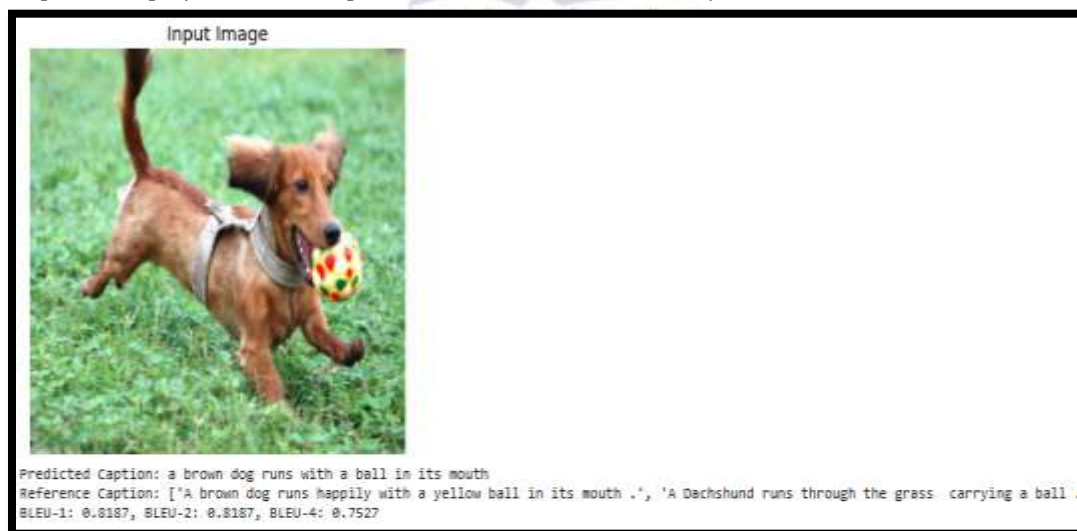 Input Image
Predicted Caption: a brown dog runs with a ball in its mouth
Reference Caption: ['A brown dog runs happily with a yellow ball in its mouth .', 'A Dachshund runs through the grass  carrying a ball .
BLEU-1: 0.8187, BLEU-2: 0.8187, BLEU-4: 0.7527